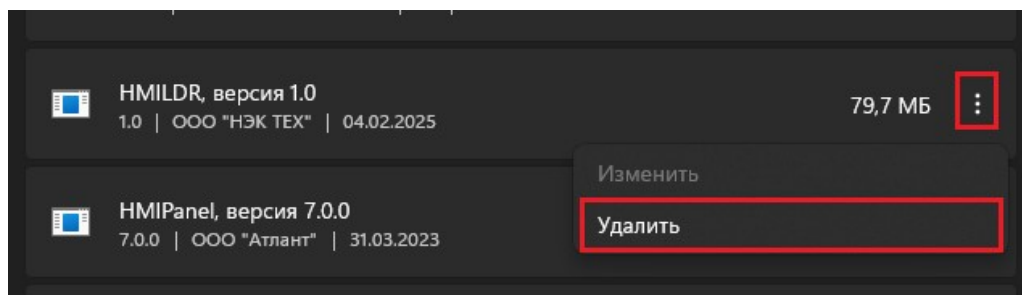 HMILDR, версия 1.0
1.0 | ООО "НЭК ТЕХ" | 04.02.2025
79,7 МБ
Изменить
Удалить
HMIPanel, версия 7.0.0
7.0.0 | ООО "Атлант" | 31.03.2023